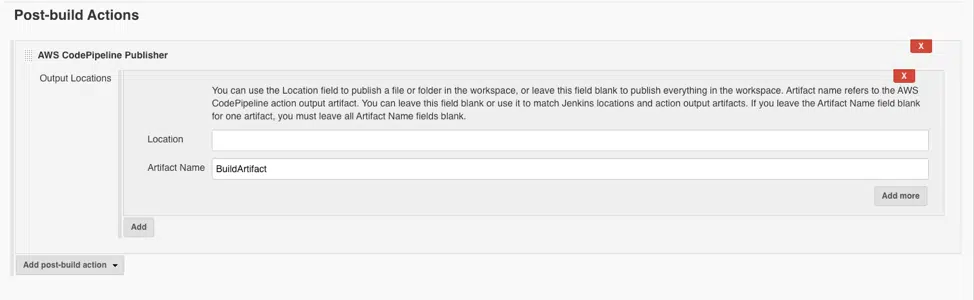 Post-build Actions
X
AWS CodePipeline Publisher
X
Output Locations
You can use the Location field to publish a file or folder in the workspace, or leave this field blank to publish everything in the workspace. Artifact name refers to the AWS
CodePipeline action output artifact. You can leave this field blank or use it to match Jenkins locations and action output artifacts. If you leave the Artifact Name field blank
for one artifact, you must leave all Artifact Name fields blank.
Location
Artifact Name BuildArtifact
Add more
Add
Add post-build action